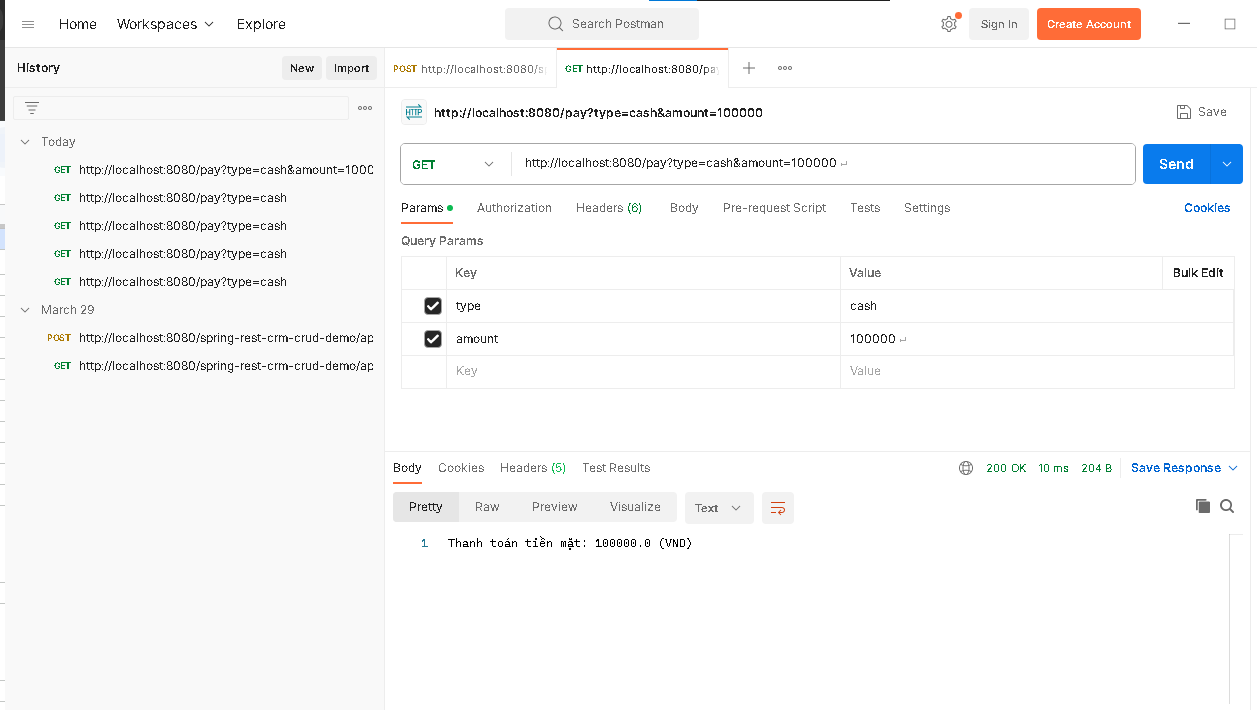 Home Workspaces Explore Search Postman Sign In Create Account
History New Import
POST http://localhost:8080/s GET http://localhost:8080/pay
http://localhost:8080/pay?type=cash&amount=100000 Save
Today
GET http://localhost:8080/pay?type=cash&amount=1000
GET http://localhost:8080/pay?type=cash
GET http://localhost:8080/pay?type=cash
GET http://localhost:8080/pay?type=cash
GET http://localhost:8080/pay?type=cash
March 29
POST http://localhost:8080/spring-rest-crm-crud-demo/ap
GET http://localhost:8080/spring-rest-crm-crud-demo/ap
GET http://localhost:8080/pay?type=cash&amount=100000 ↵ Send
Params Authorization Headers (6) Body Pre-request Script Tests Settings Cookies
Query Params
Key Value Bulk Edit
type cash
amount 100000 ↵
Key Value
Body Cookies Headers (5) Test Results 200 OK 10 ms 204 B Save Response
Pretty Raw Preview Visualize Text
1 Thanh toán tiền mặt: 100000.0 (VND)